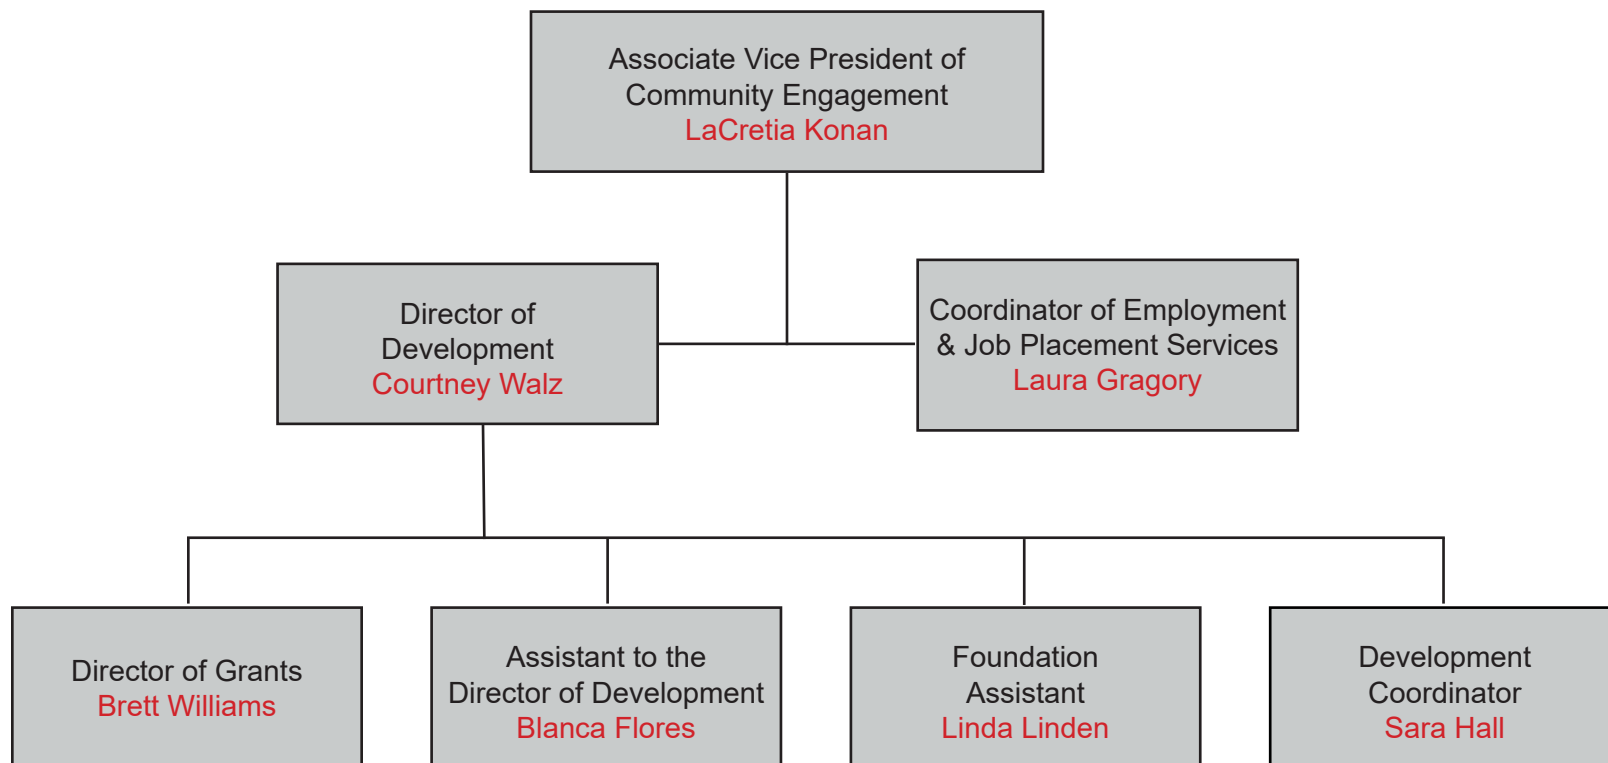 Associate Vice President of
Community Engagement
LaCretia Konan
Director of
Development
Courtney Walz
Coordinator of Employment
& Job Placement Services
Laura Gragory
Director of Grants
Brett Williams
Assistant to the
Director of Development
Blanca Flores
Foundation
Assistant
Linda Linden
Development
Coordinator
Sara Hall